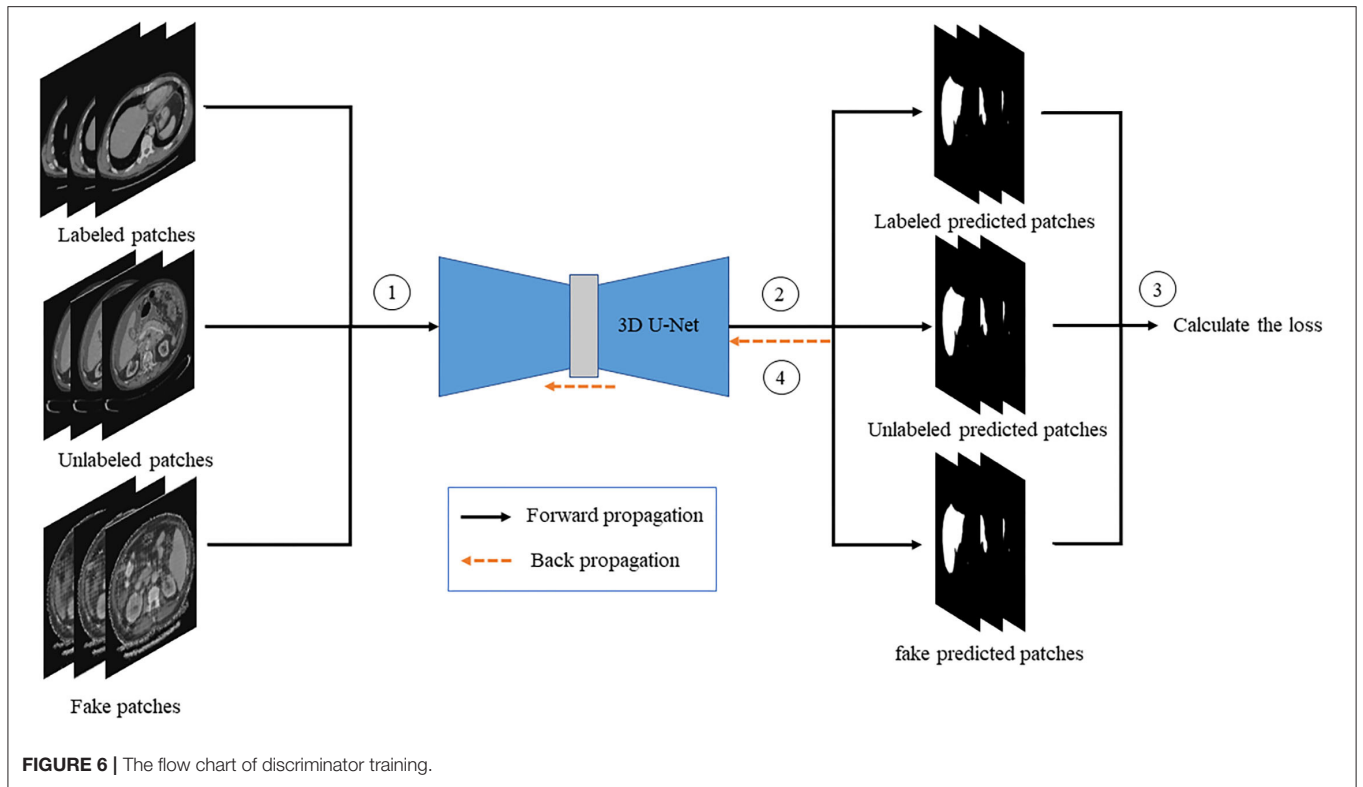 Labeled patches
Unlabeled patches
Fake patches
1
3D U-Net
2
4
Forward propagation
Back propagation
Labeled predicted patches
Unlabeled predicted patches
fake predicted patches
3
Calculate the loss
FIGURE 6 | The flow chart of discriminator training.